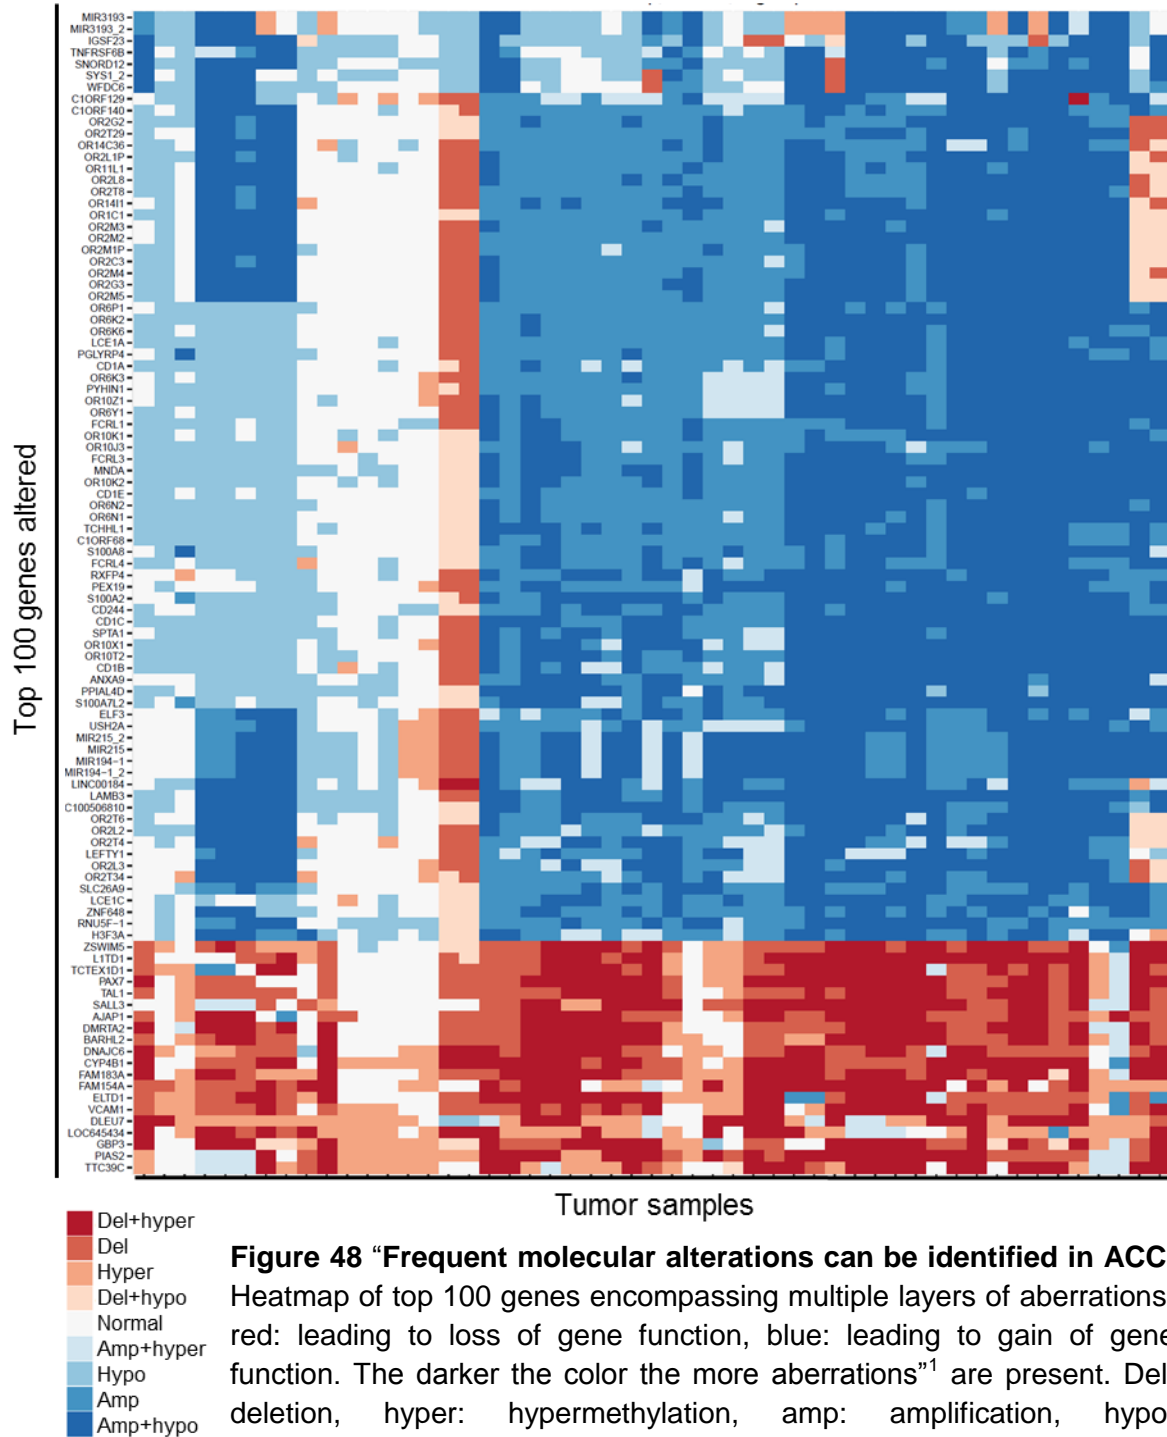 MIR3193
MIR3193_2
IGSF23
TNFRSF6B
SNORD12
SYS1_2
WFDC6
C1ORF129
C1ORF140
OR2G2
OR2T29
OR14C36
OR2L1P
OR11L1
OR2L8
OR2T8
OR14I1
OR1C1
OR2M3
OR2M2
OR2M1P
OR2C3
OR2M4
OR2G3
OR2M5
OR6P1
OR6K2
OR6K6
LCE1A
PGLYRP4
CD1A
OR6K3
PYHIN1
OR10Z1
OR6Y1
FCRL1
OR10K1
OR10J3
FCRL3
MNDA
OR10K2
CD1E
OR6N2
OR6N1
TCHHL1
C1ORF68
S100A8
FCRL4
RXFP4
PEX19
S100A2
CD244
CD1C
SPTA1
OR10X1
OR10T2
CD1B
ANXA9
PPIAL4D
S100A7L2
ELF3
USH2A
MIR215_2
MIR215
MIR194-1
MIR194-1_2
LINC00184
LAMB3
C100506810
OR2T6
OR2L2
OR2T4
LEFTY1
OR2L3
OR2T34
SLC26A9
LCE1C
ZNF648
RNU5F-1
H3F3A
ZSWIM5
L1TD1
TCTEX1D1
PAX7
TAL1
SALL3
AJAP1
DMRTA2
BARHL2
DNAJC6
CYP4B1
FAM183A
FAM154A
ELTD1
VCAM1
DLEU7
LOC645434
GBP3
PIAS2
TTC39C
Top 100 genes altered
Tumor samples
Del+hyper
Del
Hyper
Del+hypo
Normal
Amp+hyper
Hypo
Amp
Amp+hypo
Figure 48 “Frequent molecular alterations can be identified in ACC
Heatmap of top 100 genes encompassing multiple layers of aberrations
red: leading to loss of gene function, blue: leading to gain of gene
function. The darker the color the more aberrations”1 are present. Del
deletion, hyper: hypermethylation, amp: amplification, hypo